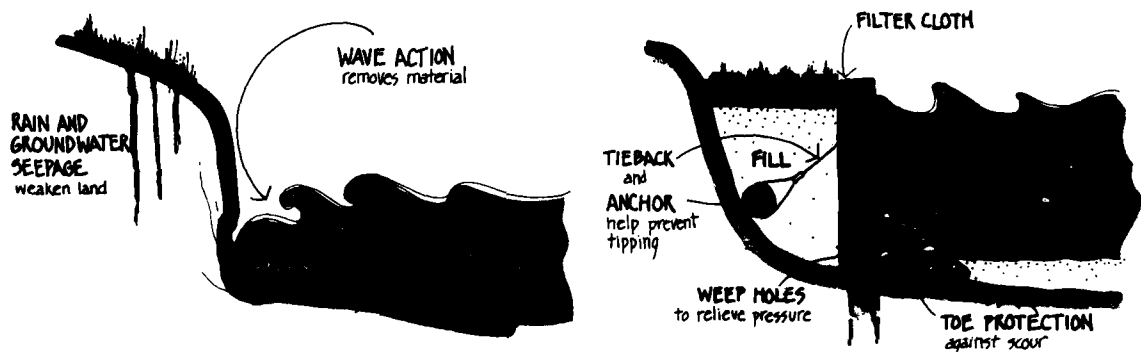 WAVE ACTION
removes material
RAIN AND
GROUNDWATER
SEEPAGE
weaken land
FILTER CLOTH
TIEBACK
and
ANCHOR
help prevent
tipping
FILL
WEEP HOLES
to relieve pressure
TOE PROTECTION
against scour